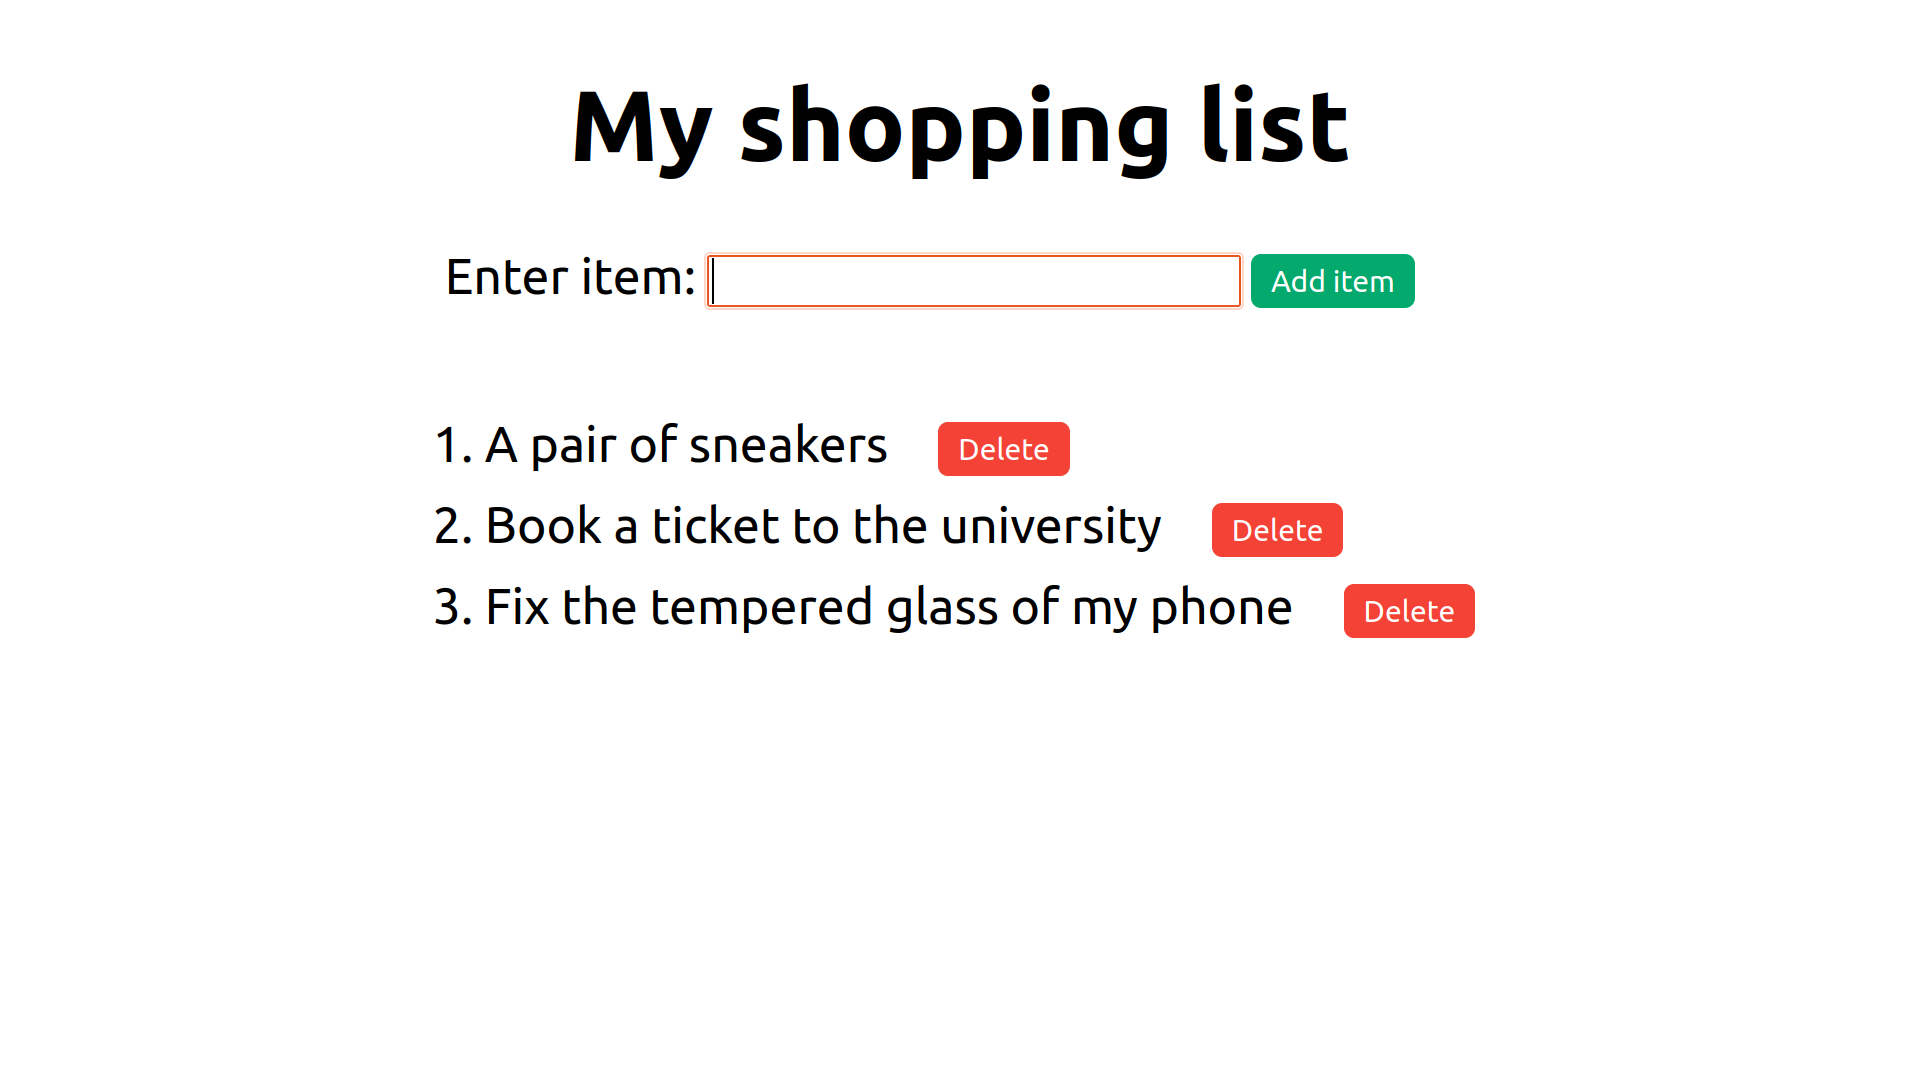 My shopping list
Enter item: Add item
1. A pair of sneakers Delete
2. Book a ticket to the university Delete
3. Fix the tempered glass of my phone Delete